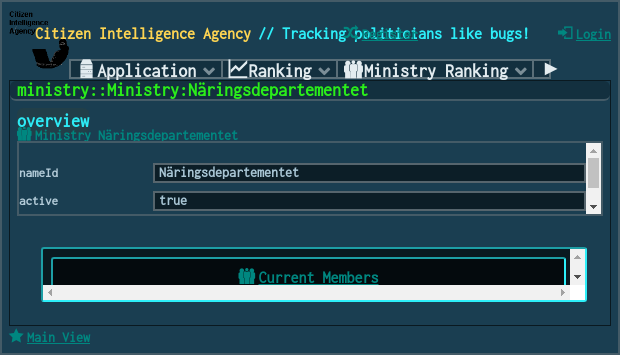 Citizen
Intelligence
Agency
Citizen Intelligence Agency // Tracking politicians like bugs!
Login
Application
Ranking
Ministry Ranking
ministry::Ministry:Näringsdepartementet
overview
Ministry Näringsdepartementet
nameId Näringsdepartementet
active true
Current Members
Main View